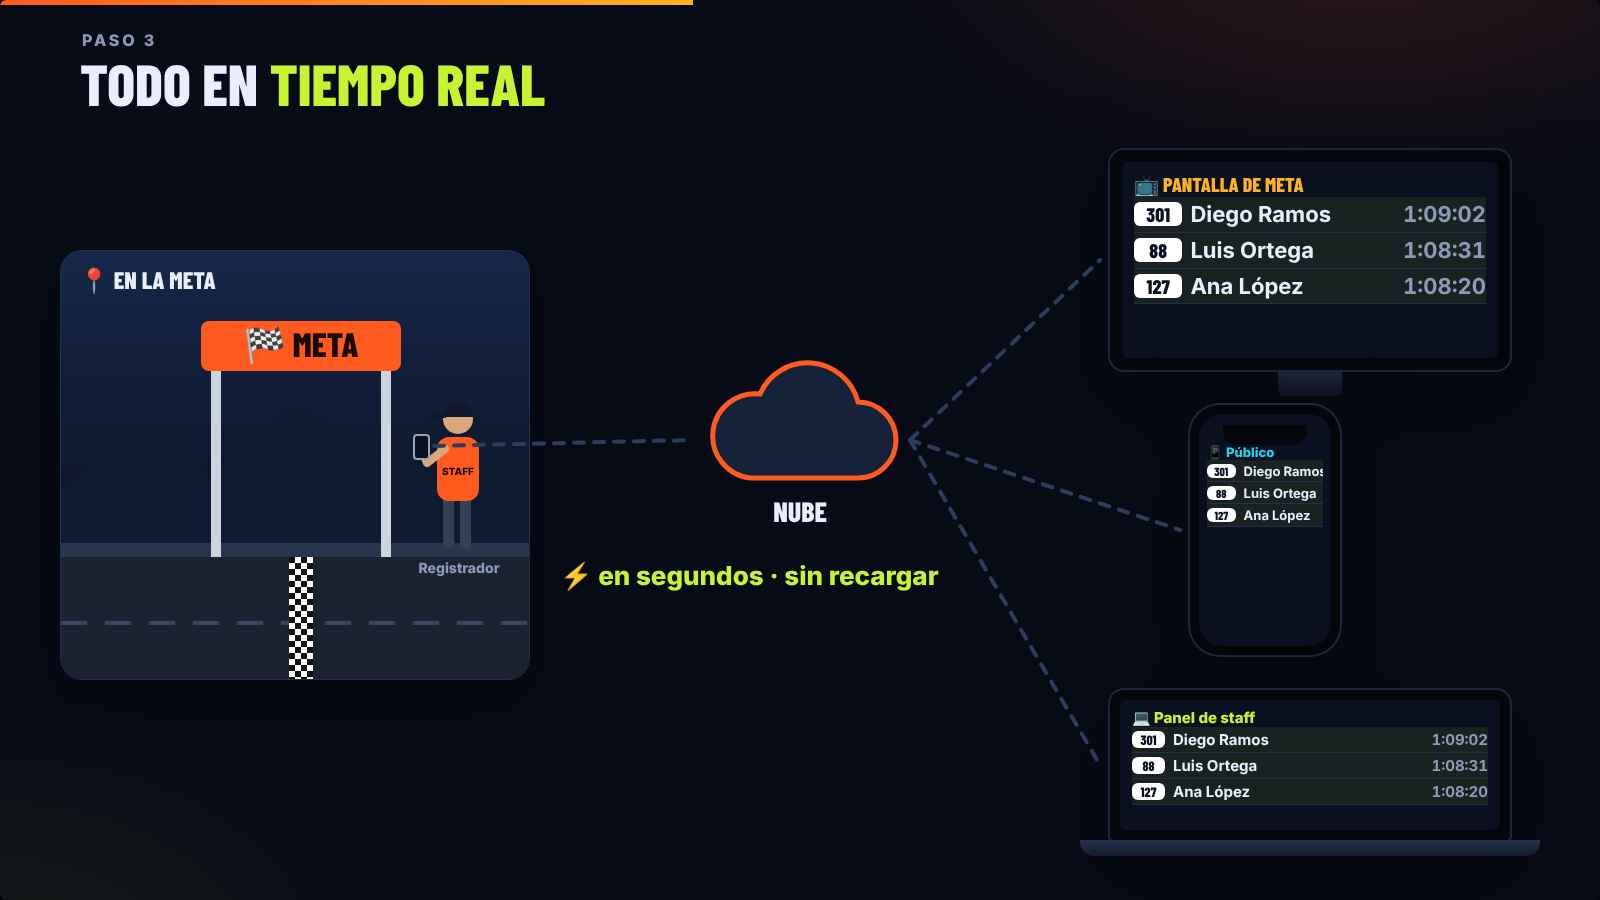 PASO 3
TODO EN TIEMPO REAL
📍 EN LA META
🏁 META
STAFF
Registrador
NUBE
⚡ en segundos · sin recargar
📺 PANTALLA DE META
301 Diego Ramos 1:09:02
88 Luis Ortega 1:08:31
127 Ana López 1:08:20
📱 Público
301 Diego Ramos
88 Luis Ortega
127 Ana López
💻 Panel de staff
301 Diego Ramos 1:09:02
88 Luis Ortega 1:08:31
127 Ana López 1:08:20